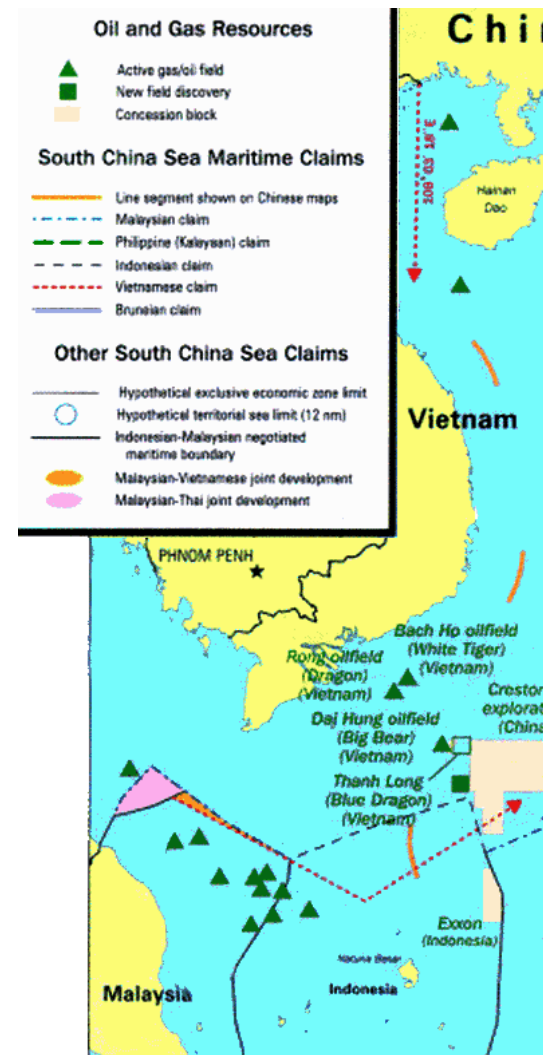 Oil and Gas Resources
Active gas/oil field
New field discovery
Concession block
South China Sea Maritime Claims
Line segment shown on Chinese maps
Malaysian claim
Philippine (Kalayaan) claim
Indonesian claim
Vietnamese claim
Bruneian claim
Other South China Sea Claims
Hypothetical exclusive economic zone limit
Hypothetical territorial sea limit (12 nm)
Indonesian-Malaysian negotiated
maritime boundary
Malaysian-Vietnamese joint development
Malaysian-Thai joint development
Chin
108° 03' 18" E
Hainan
Dao
Vietnam
PHNOM PENH
Bach Ho oilfield
(White Tiger)
(Vietnam)
Rong oilfield
(Dragon)
(Vietnam)
Creston
explorat
(China
Dai Hung oilfield
(Big Bear)
(Vietnam)
Thanh Long
(Blue Dragon)
(Vietnam)
Exxon
(Indonesia)
Natuna Besar
Indonesia
Malaysia